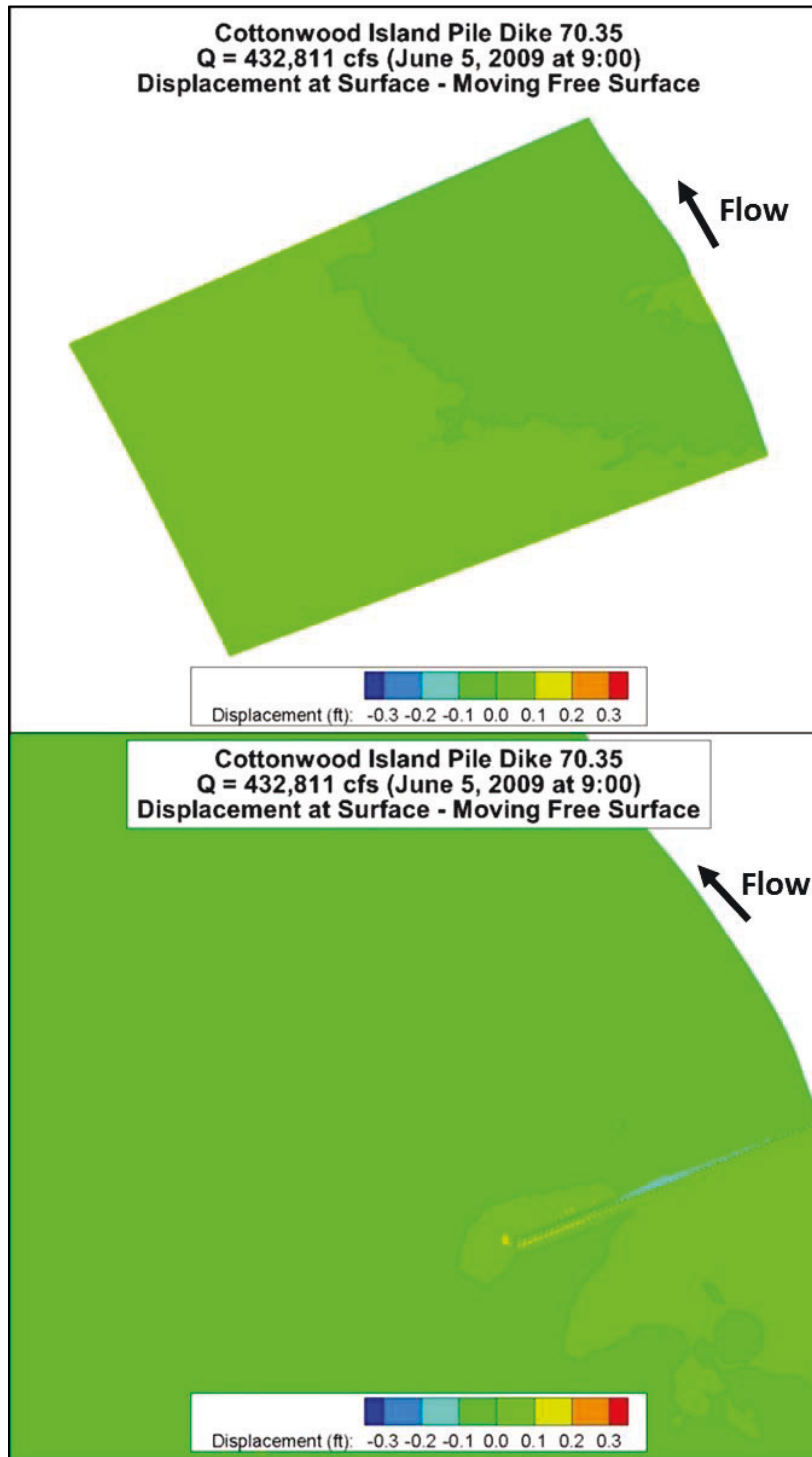 Cottonwood Island Pile Dike 70.35
Q = 432,811 cfs (June 5, 2009 at 9:00)
Displacement at Surface - Moving Free Surface
Flow
Displacement (ft): -0.3 -0.2 -0.1 0.0 0.1 0.2 0.3
Cottonwood Island Pile Dike 70.35
Q = 432,811 cfs (June 5, 2009 at 9:00)
Displacement at Surface - Moving Free Surface
Flow
Displacement (ft): -0.3 -0.2 -0.1 0.0 0.1 0.2 0.3